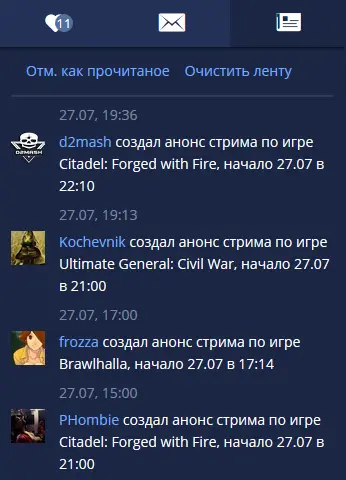 11
Отм. как прочитаное Очистить ленту
27.07, 19:36
d2mash создал анонс стрима по игре
Citadel: Forged with Fire, начало 27.07 в
22:10
D2MASH
27.07, 19:13
Kochevnik создал анонс стрима по игре
Ultimate General: Civil War, начало 27.07
в 21:00
27.07, 17:00
frozza создал анонс стрима по игре
Brawlhalla, начало 27.07 в 17:14
27.07, 15:00
PHombie создал анонс стрима по игре
Citadel: Forged with Fire, начало 27.07 в
21:00